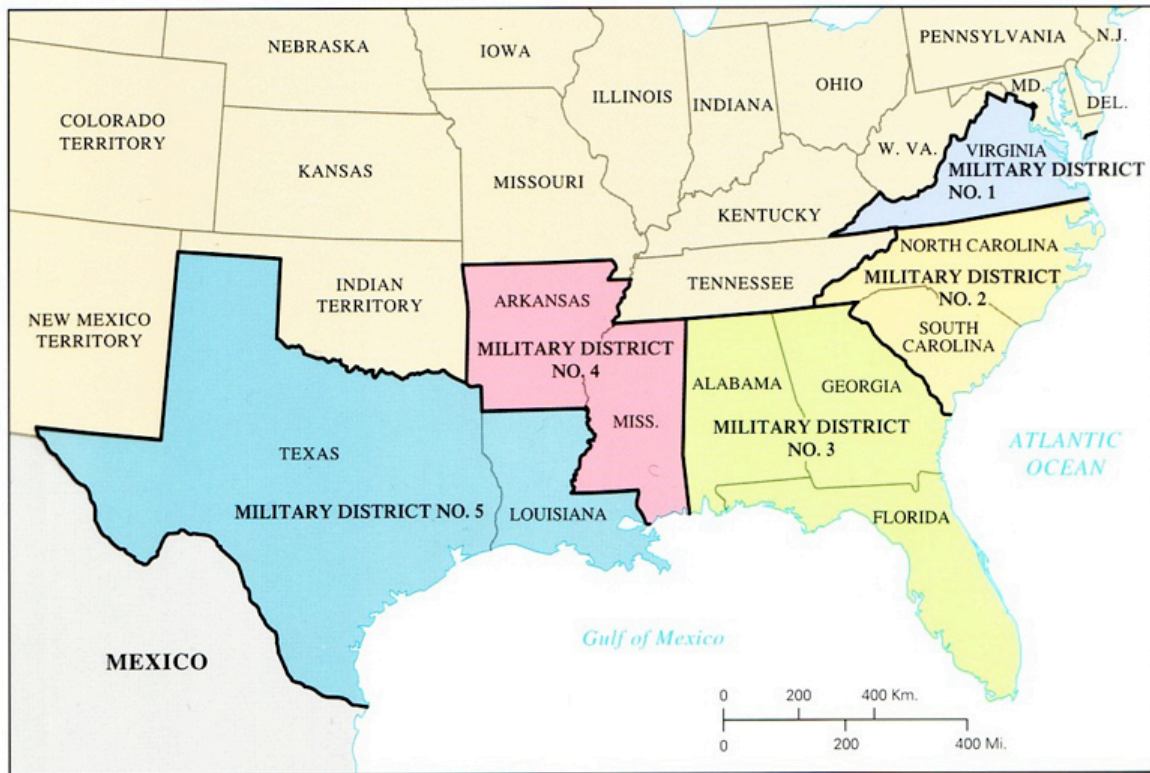 NEBRASKA
IOWA
ILLINOIS
INDIANA
OHIO
PENNSYLVANIA
N.J.
MD.
DEL.
COLORADO
TERRITORY
KANSAS
MISSOURI
W. VA.
VIRGINIA
MILITARY DISTRICT
NO. 1
KENTUCKY
NORTH CAROLINA
MILITARY DISTRICT
NO. 2
SOUTH
CAROLINA
TENNESSEE
NEW MEXICO
TERRITORY
INDIAN
TERRITORY
ARKANSAS
MILITARY DISTRICT
NO. 4
MISS.
ALABAMA
GEORGIA
MILITARY DISTRICT
NO. 3
FLORIDA
TEXAS
MILITARY DISTRICT NO. 5
LOUISIANA
ATLANTIC
OCEAN
Gulf of Mexico
MEXICO
0 200 400 Km.
0 200 400 Mi.